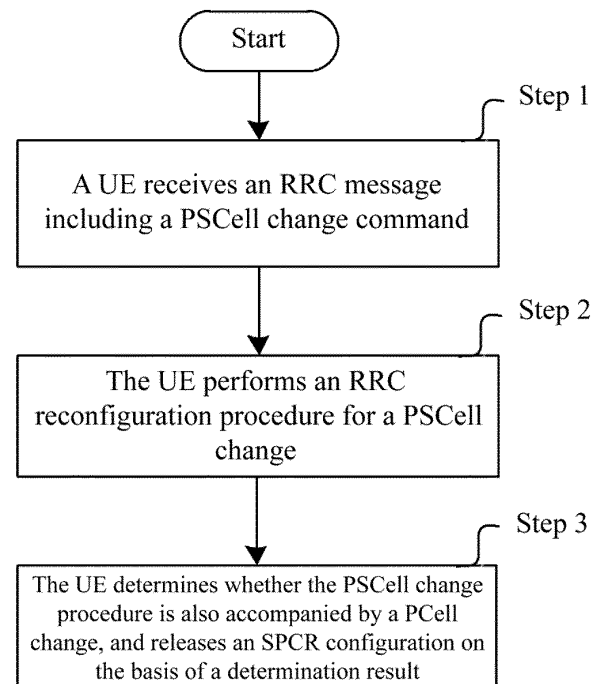 Start
Step 1
A UE receives an RRC message
including a PSCell change command
Step 2
The UE performs an RRC
reconfiguration procedure for a PSCell
change
Step 3
The UE determines whether the PSCell change
procedure is also accompanied by a PCell
change, and releases an SPCR configuration on
the basis of a determination result